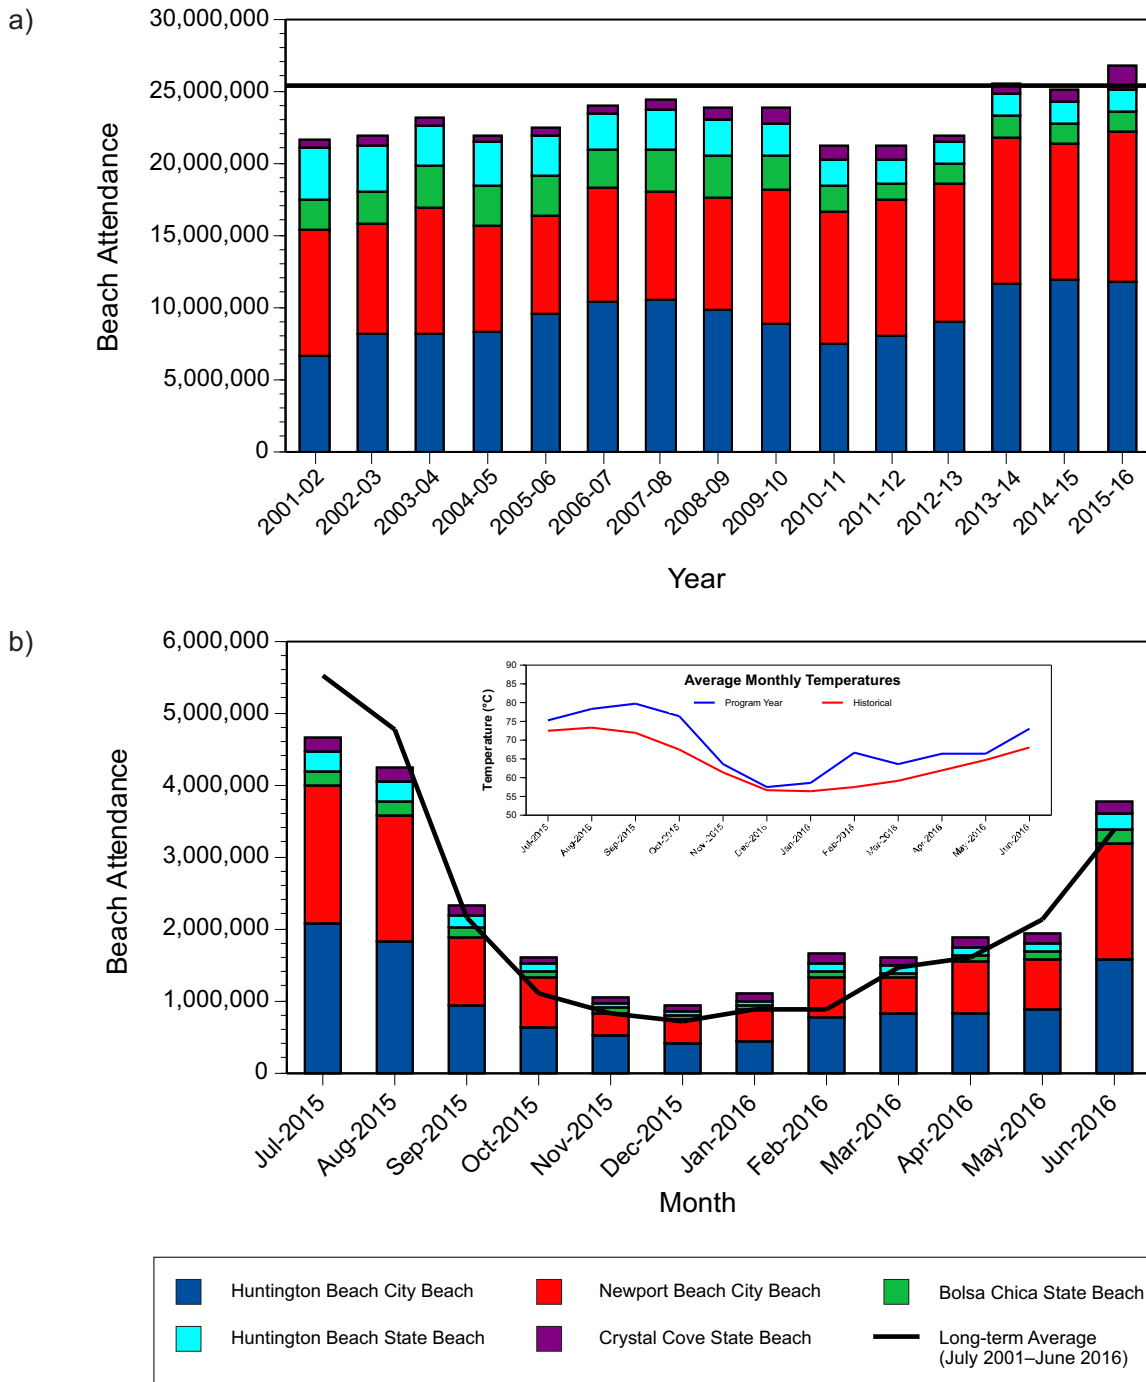 a)
30,000,000
25,000,000
20,000,000
15,000,000
10,000,000
5,000,000
0
Beach Attendance
2001-02
2002-03
2003-04
2004-05
2005-06
2006-07
2007-08
2008-09
2009-10
2010-11
2011-12
2012-13
2013-14
2014-15
2015-16
Year
b)
6,000,000
5,000,000
4,000,000
3,000,000
2,000,000
1,000,000
0
Beach Attendance
Average Monthly Temperatures
Program Year
Historical
Temperature (°C)
90
85
80
75
70
65
60
55
50
Jul-2015
Aug-2015
Sep-2015
Oct-2015
Nov-2015
Dec-2015
Jan-2016
Feb-2016
Mar-2016
Apr-2016
May-2016
Jun-2016
Jul-2015
Aug-2015
Sep-2015
Oct-2015
Nov-2015
Dec-2015
Jan-2016
Feb-2016
Mar-2016
Apr-2016
May-2016
Jun-2016
Month
Huntington Beach City Beach
Newport Beach City Beach
Bolsa Chica State Beach
Huntington Beach State Beach
Crystal Cove State Beach
Long-term Average
(July 2001–June 2016)